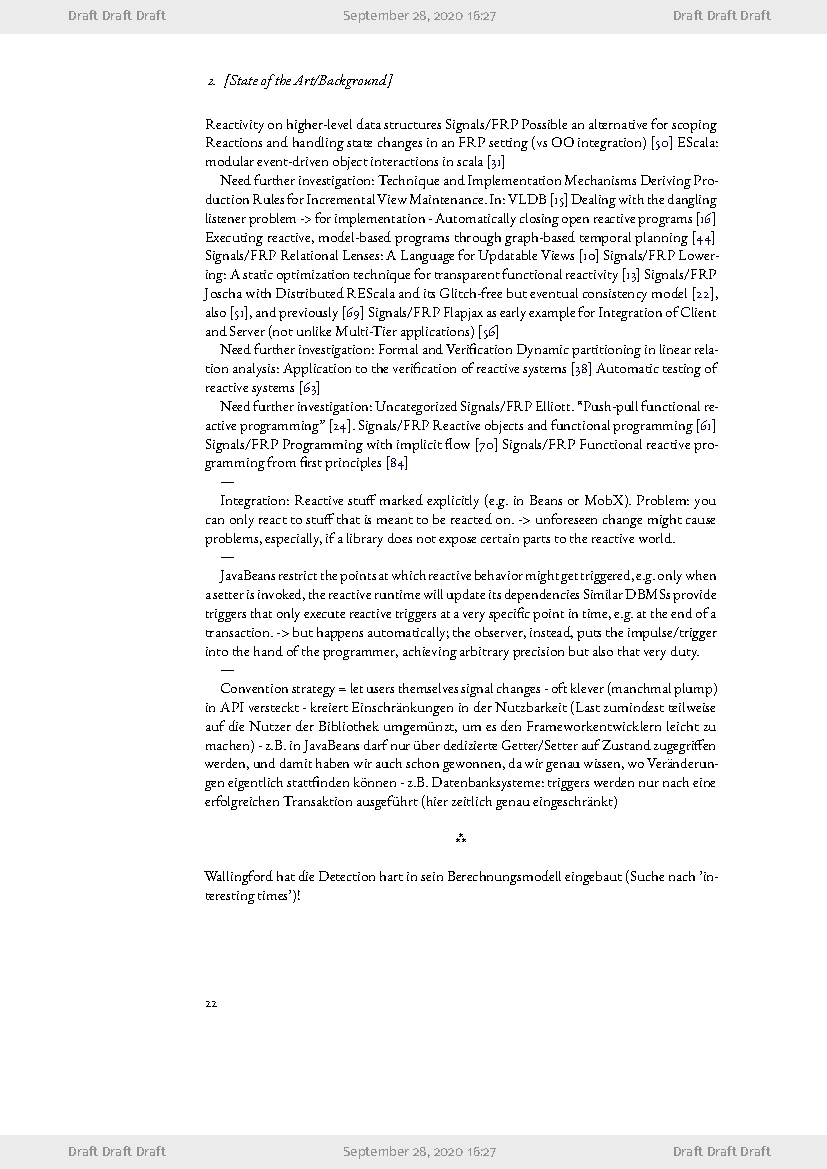 Draft Draft Draft September 28, 2020 16:27 Draft Draft Draft
2. [State of the Art/Background]
Reactivity on higher-level data structures Signals/FRP Possible an alternative for scoping
Reactions and handling state changes in an FRP setting (vs OO integration) [50] EScala:
modular event-driven object interactions in scala [31]
Need further investigation: Technique and Implementation Mechanisms Deriving Pro-
duction Rules for Incremental View Maintenance. In: VLDB [15] Dealing with the dangling
listener problem -> for implementation - Automatically closing open reactive programs [16]
Executing reactive, model-based programs through graph-based temporal planning [44]
Signals/FRP Relational Lenses: A Language for Updatable Views [10] Signals/FRP Lower-
ing: A static optimization technique for transparent functional reactivity [13] Signals/FRP
Joscha with Distributed REScala and its Glitch-free but eventual consistency model [22],
also [51], and previously [69] Signals/FRP Flapjax as early example for Integration of Client
and Server (not unlike Multi-Tier applications) [56]
Need further investigation: Formal and Verification Dynamic partitioning in linear rela-
tion analysis: Application to the verification of reactive systems [38] Automatic testing of
reactive systems [63]
Need further investigation: Uncategorized Signals/FRP Elliott. “Push-pull functional re-
active programming” [24]. Signals/FRP Reactive objects and functional programming [61]
Signals/FRP Programming with implicit flow [70] Signals/FRP Functional reactive pro-
gramming from first principles [84]
—
Integration: Reactive stuff marked explicitly (e.g. in Beans or MobX). Problem: you
can only react to stuff that is meant to be reacted on. -> unforeseen change might cause
problems, especially, if a library does not expose certain parts to the reactive world.
—
JavaBeans restrict the points at which reactive behavior might get triggered, e.g. only when
a setter is invoked, the reactive runtime will update its dependencies Similar DBMSs provide
triggers that only execute reactive triggers at a very specific point in time, e.g. at the end of a
transaction. -> but happens automatically; the observer, instead, puts the impulse/trigger
into the hand of the programmer, achieving arbitrary precision but also that very duty.
—
Convention strategy = let users themselves signal changes - oft klever (manchmal plump)
in API versteckt - kreiert Einschränkungen in der Nutzbarkeit (Last zumindest teilweise
auf die Nutzer der Bibliothek umgemünzt, um es den Frameworkentwicklern leicht zu
machen) - z.B. in JavaBeans darf nur über dedizierte Getter/Setter auf Zustand zugegriffen
werden, und damit haben wir auch schon gewonnen, da wir genau wissen, wo Veränderun-
gen eigentlich stattfinden können - z.B. Datenbanksysteme: triggers werden nur nach eine
erfolgreichen Transaktion ausgeführt (hier zeitlich genau eingeschränkt)
⁂
Wallingford hat die Detection hart in sein Berechnungsmodell eingebaut (Suche nach ’in-
teresting times’)!
22
Draft Draft Draft September 28, 2020 16:27 Draft Draft Draft